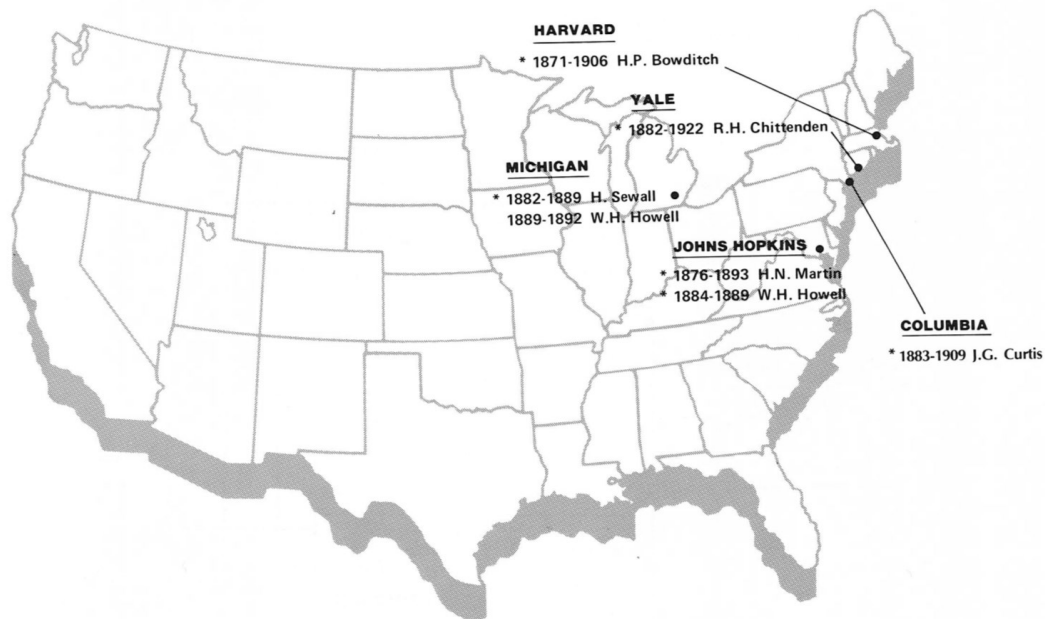 HARVARD
* 1871-1906 H.P. Bowditch
YALE
* 1882-1922 R.H. Chittenden
MICHIGAN
* 1882-1889 H. Sewall
1889-1892 W.H. Howell
JOHNS HOPKINS
* 1876-1893 H.N. Martin
* 1884-1889 W.H. Howell
COLUMBIA
* 1883-1909 J.G. Curtis